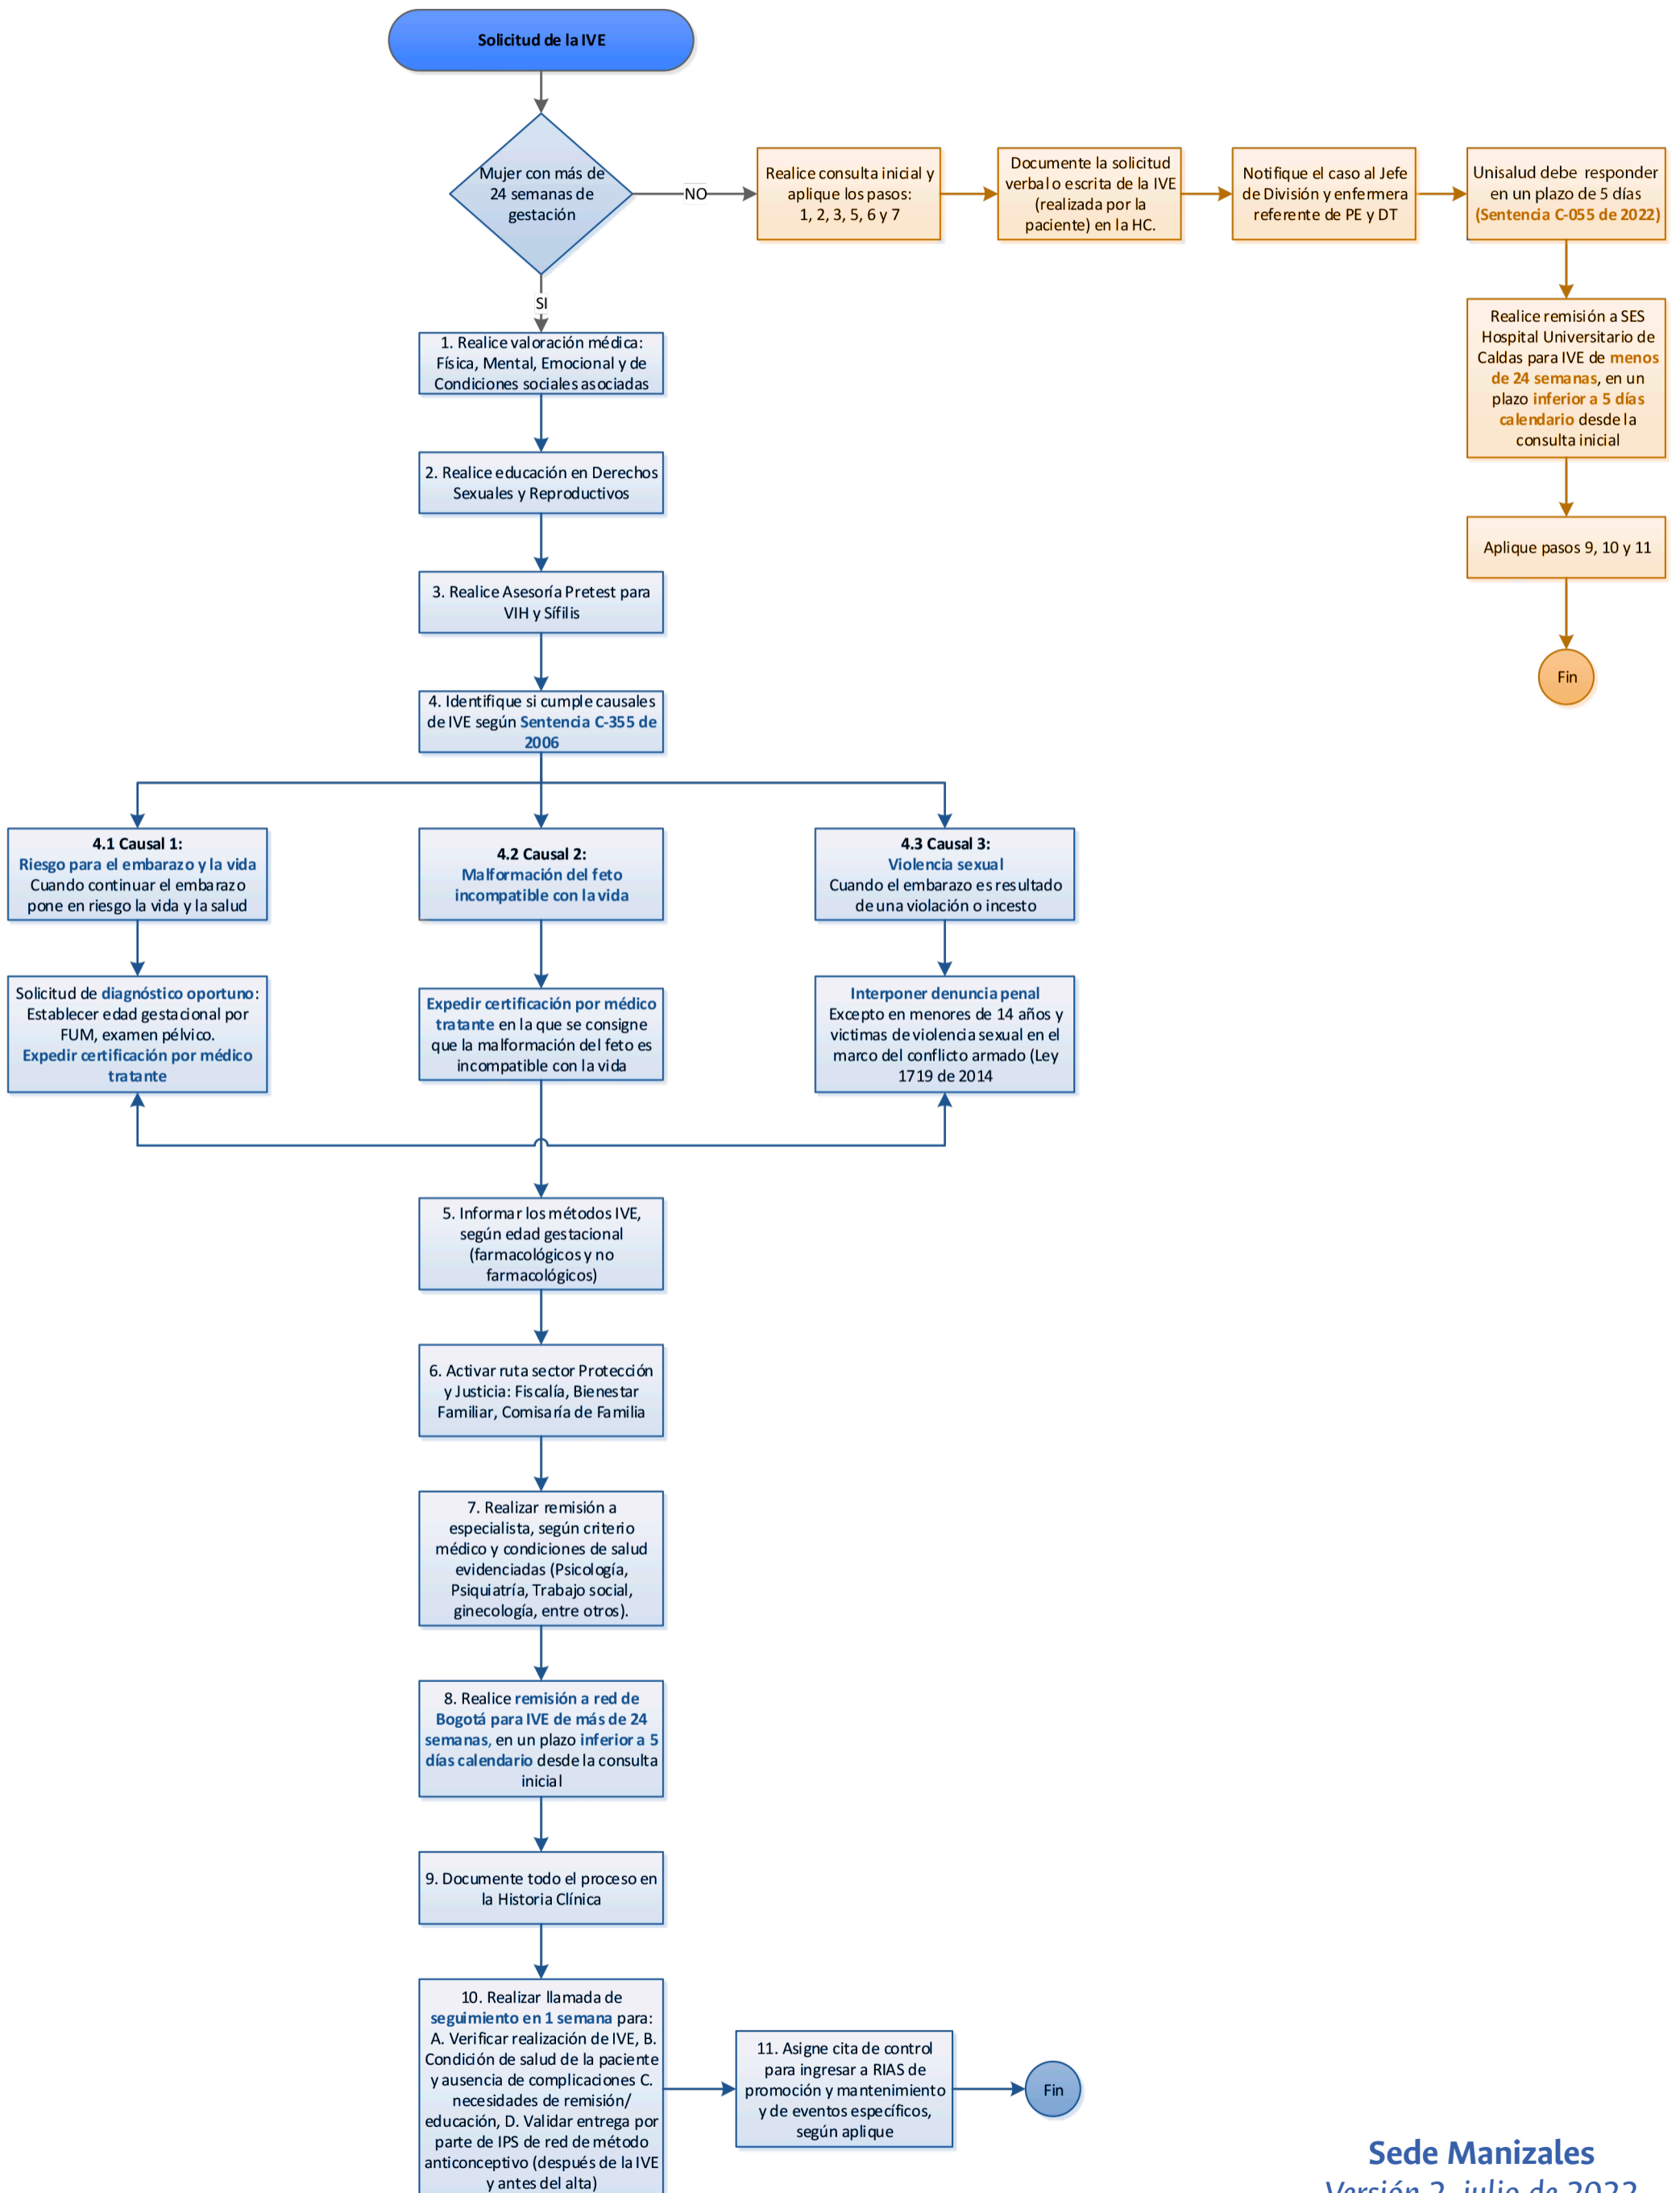 Solicitud de la IVE
Mujer con más de
24 semanas de
gestación
NO
Realice consulta inicial y
aplique los pasos:
1, 2, 3, 5, 6 y 7
Documente la solicitud
verbal o escrita de la IVE
(realizada por la
paciente) en la HC.
Notifique el caso al Jefe
de División y enfermera
referente de PE y DT
Unisalud debe responder
en un plazo de 5 días
(Sentencia C-055 de 2022)
Realice remisión a SES
Hospital Universitario de
Caldas para IVE de menos
de 24 semanas, en un
plazo inferior a 5 días
calendario desde la
consulta inicial
Aplique pasos 9, 10 y 11
Fin
SI
1. Realice valoración médica:
Física, Mental, Emocional y de
Condiciones sociales asociadas
2. Realice educación en Derechos
Sexuales y Reproductivos
3. Realice Asesoría Pretest para
VIH y Sífilis
4. Identifique si cumple causales
de IVE según Sentencia C-355 de
2006
4.1 Causal 1:
Riesgo para el embarazo y la vida
Cuando continuar el embarazo
pone en riesgo la vida y la salud
4.2 Causal 2:
Malformación del feto
incompatible con la vida
4.3 Causal 3:
Violencia sexual
Cuando el embarazo es resultado
de una violación o incesto
Solicitud de diagnóstico oportuno:
Establecer edad gestacional por
FUM, examen pélvico.
Expedir certificación por médico
tratante
Expedir certificación por médico
tratante en la que se consigne
que la malformación del feto es
incompatible con la vida
Interponer denuncia penal
Excepto en menores de 14 años y
victimas de violencia sexual en el
marco del conflicto armado (Ley
1719 de 2014
5. Informar los métodos IVE,
según edad gestacional
(farmacológicos y no
farmacológicos)
6. Activar ruta sector Protección
y Justicia: Fiscalía, Bienestar
Familiar, Comisaría de Familia
7. Realizar remisión a
especialista, según criterio
médico y condiciones de salud
evidenciadas (Psicología,
Psiquiatría, Trabajo social,
ginecología, entre otros).
8. Realice remisión a red de
Bogotá para IVE de más de 24
semanas, en un plazo inferior a 5
días calendario desde la consulta
inicial
9. Documente todo el proceso en
la Historia Clínica
10. Realizar llamada de
seguimiento en 1 semana para:
A. Verificar realización de IVE, B.
Condición de salud de la paciente
y ausencia de complicaciones C.
necesidades de remisión/
educación, D. Validar entrega por
parte de IPS de red de método
anticonceptivo (después de la IVE
y antes del alta)
11. Asigne cita de control
para ingresar a RIAS de
promoción y mantenimiento
y de eventos específicos,
según aplique
Fin
Sede Manizales
Versión 2, julio de 2022